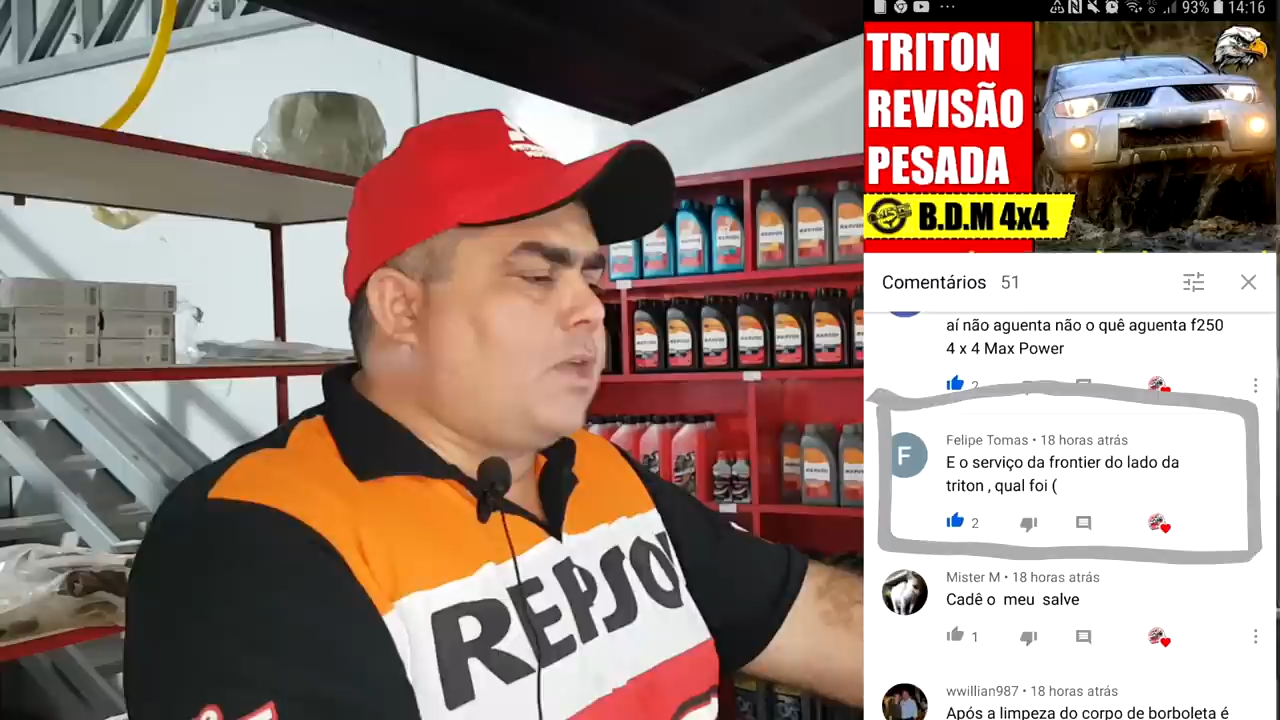 REPSOL
93% 14:16
TRITON
REVISÃO
PESADA
B.D.M 4x4
Comentários 51
aí não aguenta não o quê aguenta f250
4 x 4 Max Power
2
F
Felipe Tomas • 18 horas atrás
E o serviço da frontier do lado da
triton , qual foi (
2
Mister M • 18 horas atrás
Cadê o meu salve
1
wwillian987 • 18 horas atrás
Após a limpeza do corpo de borboleta é